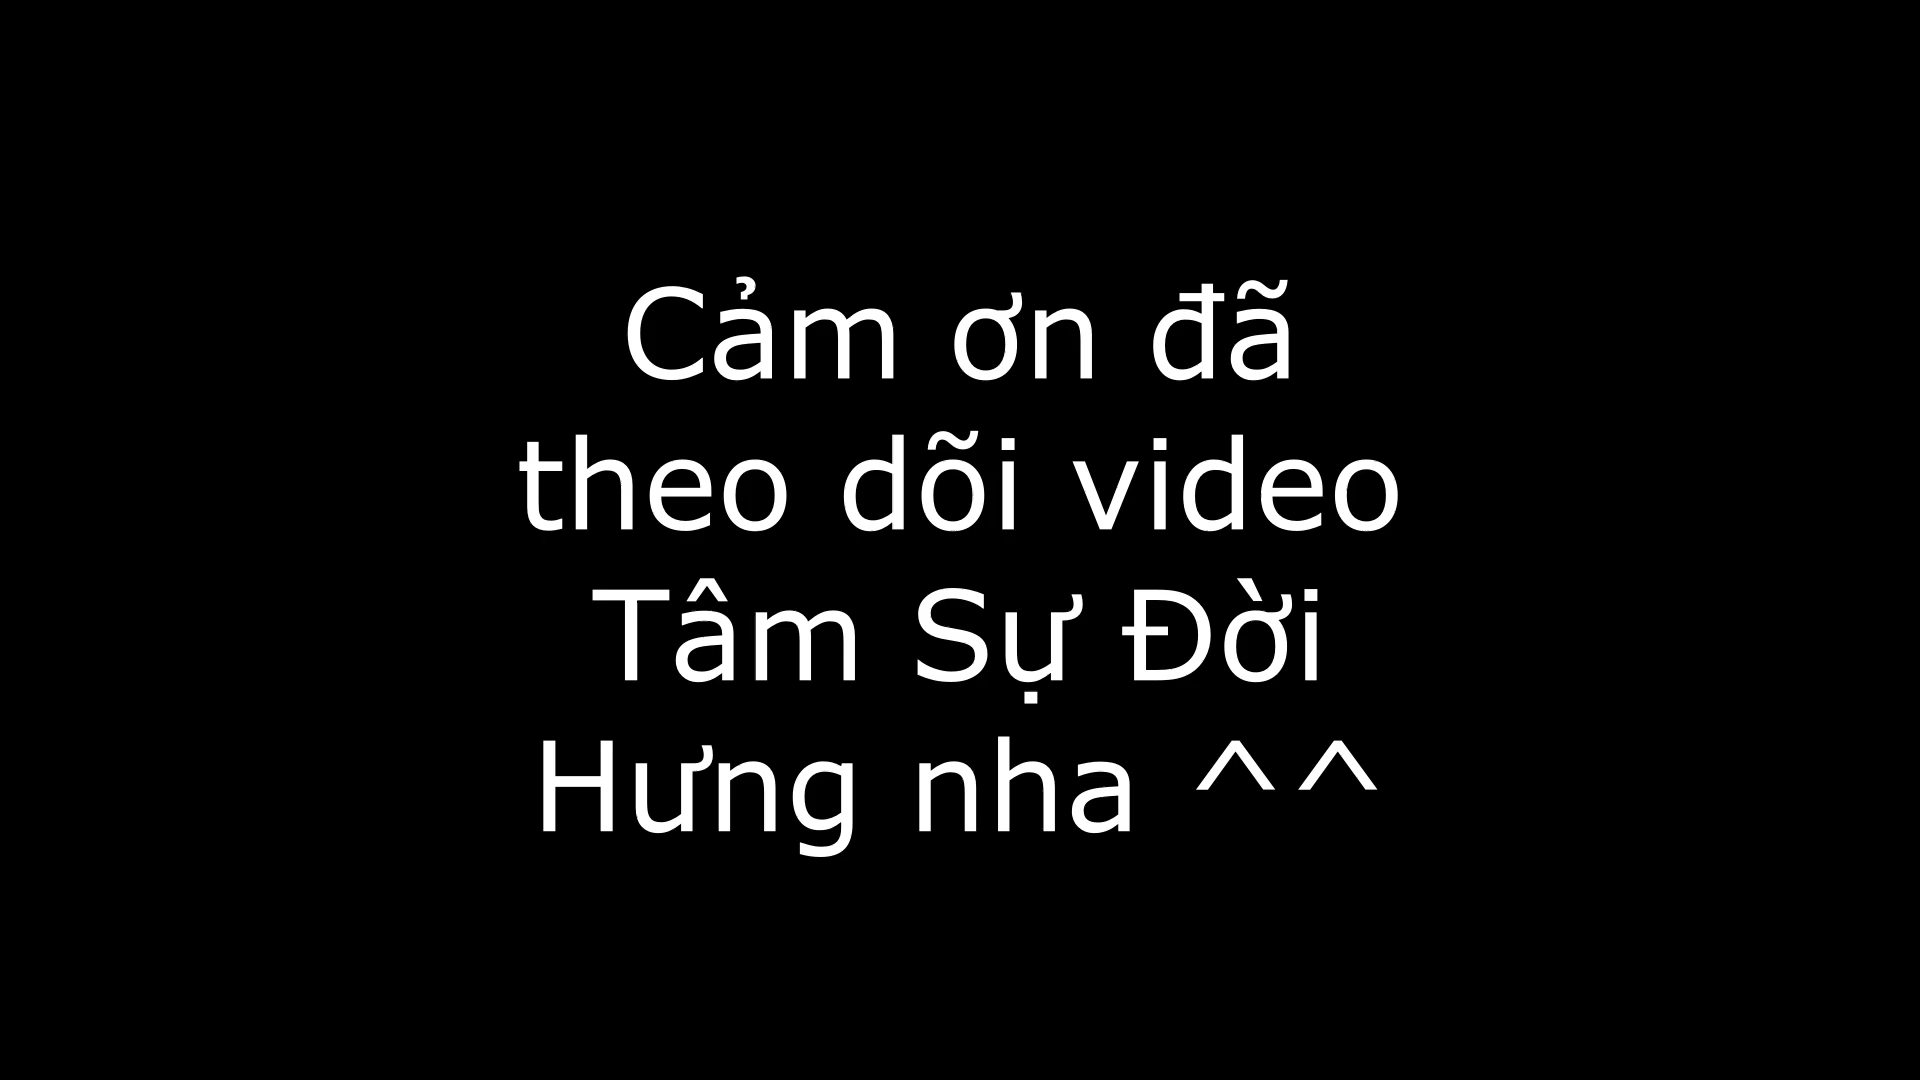 Cảm ơn đã
theo dõi video
Tâm Sự Đời
Hưng nha ^^